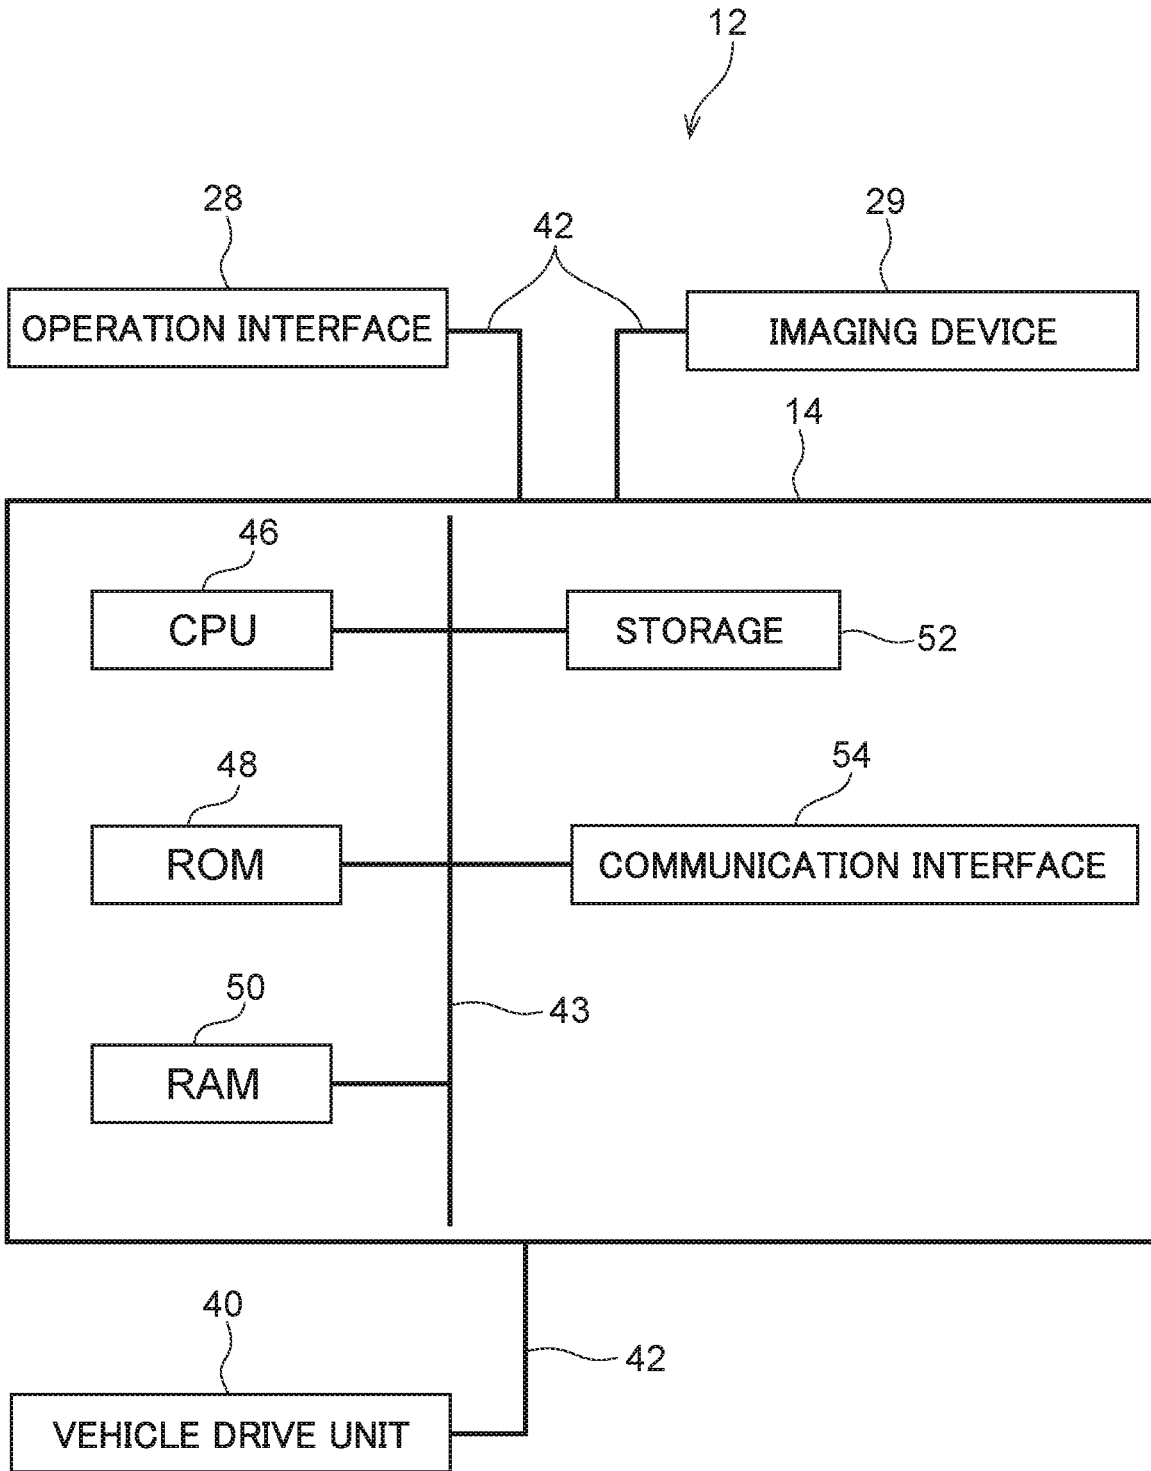 12
28
42
29
OPERATION INTERFACE
IMAGING DEVICE
14
46
CPU
STORAGE
52
48
54
ROM
COMMUNICATION INTERFACE
50
43
RAM
40
42
VEHICLE DRIVE UNIT